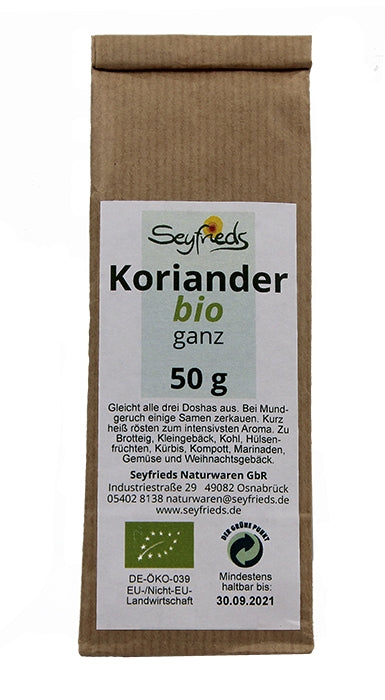 Seyfrieds
Koriander
bio
ganz
50 g
Gleicht alle drei Doshas aus. Bei Mund-
geruch einige Samen zerkauen. Kurz
heiß rösten zum intensivsten Aroma. Zu
Brotteig, Kleingebäck, Kohl, Hülsen-
früchten, Kürbis, Kompott, Marinaden,
Gemüse und Weihnachtsgebäck.
Seyfrieds Naturwaren GbR
Industriestraße 29 49082 Osnabrück
05402 8138 naturwaren@seyfrieds.de
www.seyfrieds.de
DER GRÜNE PUNKT
DE-ÖKO-039
EU-/Nicht-EU-
Landwirtschaft
Mindestens
haltbar bis:
30.09.2021